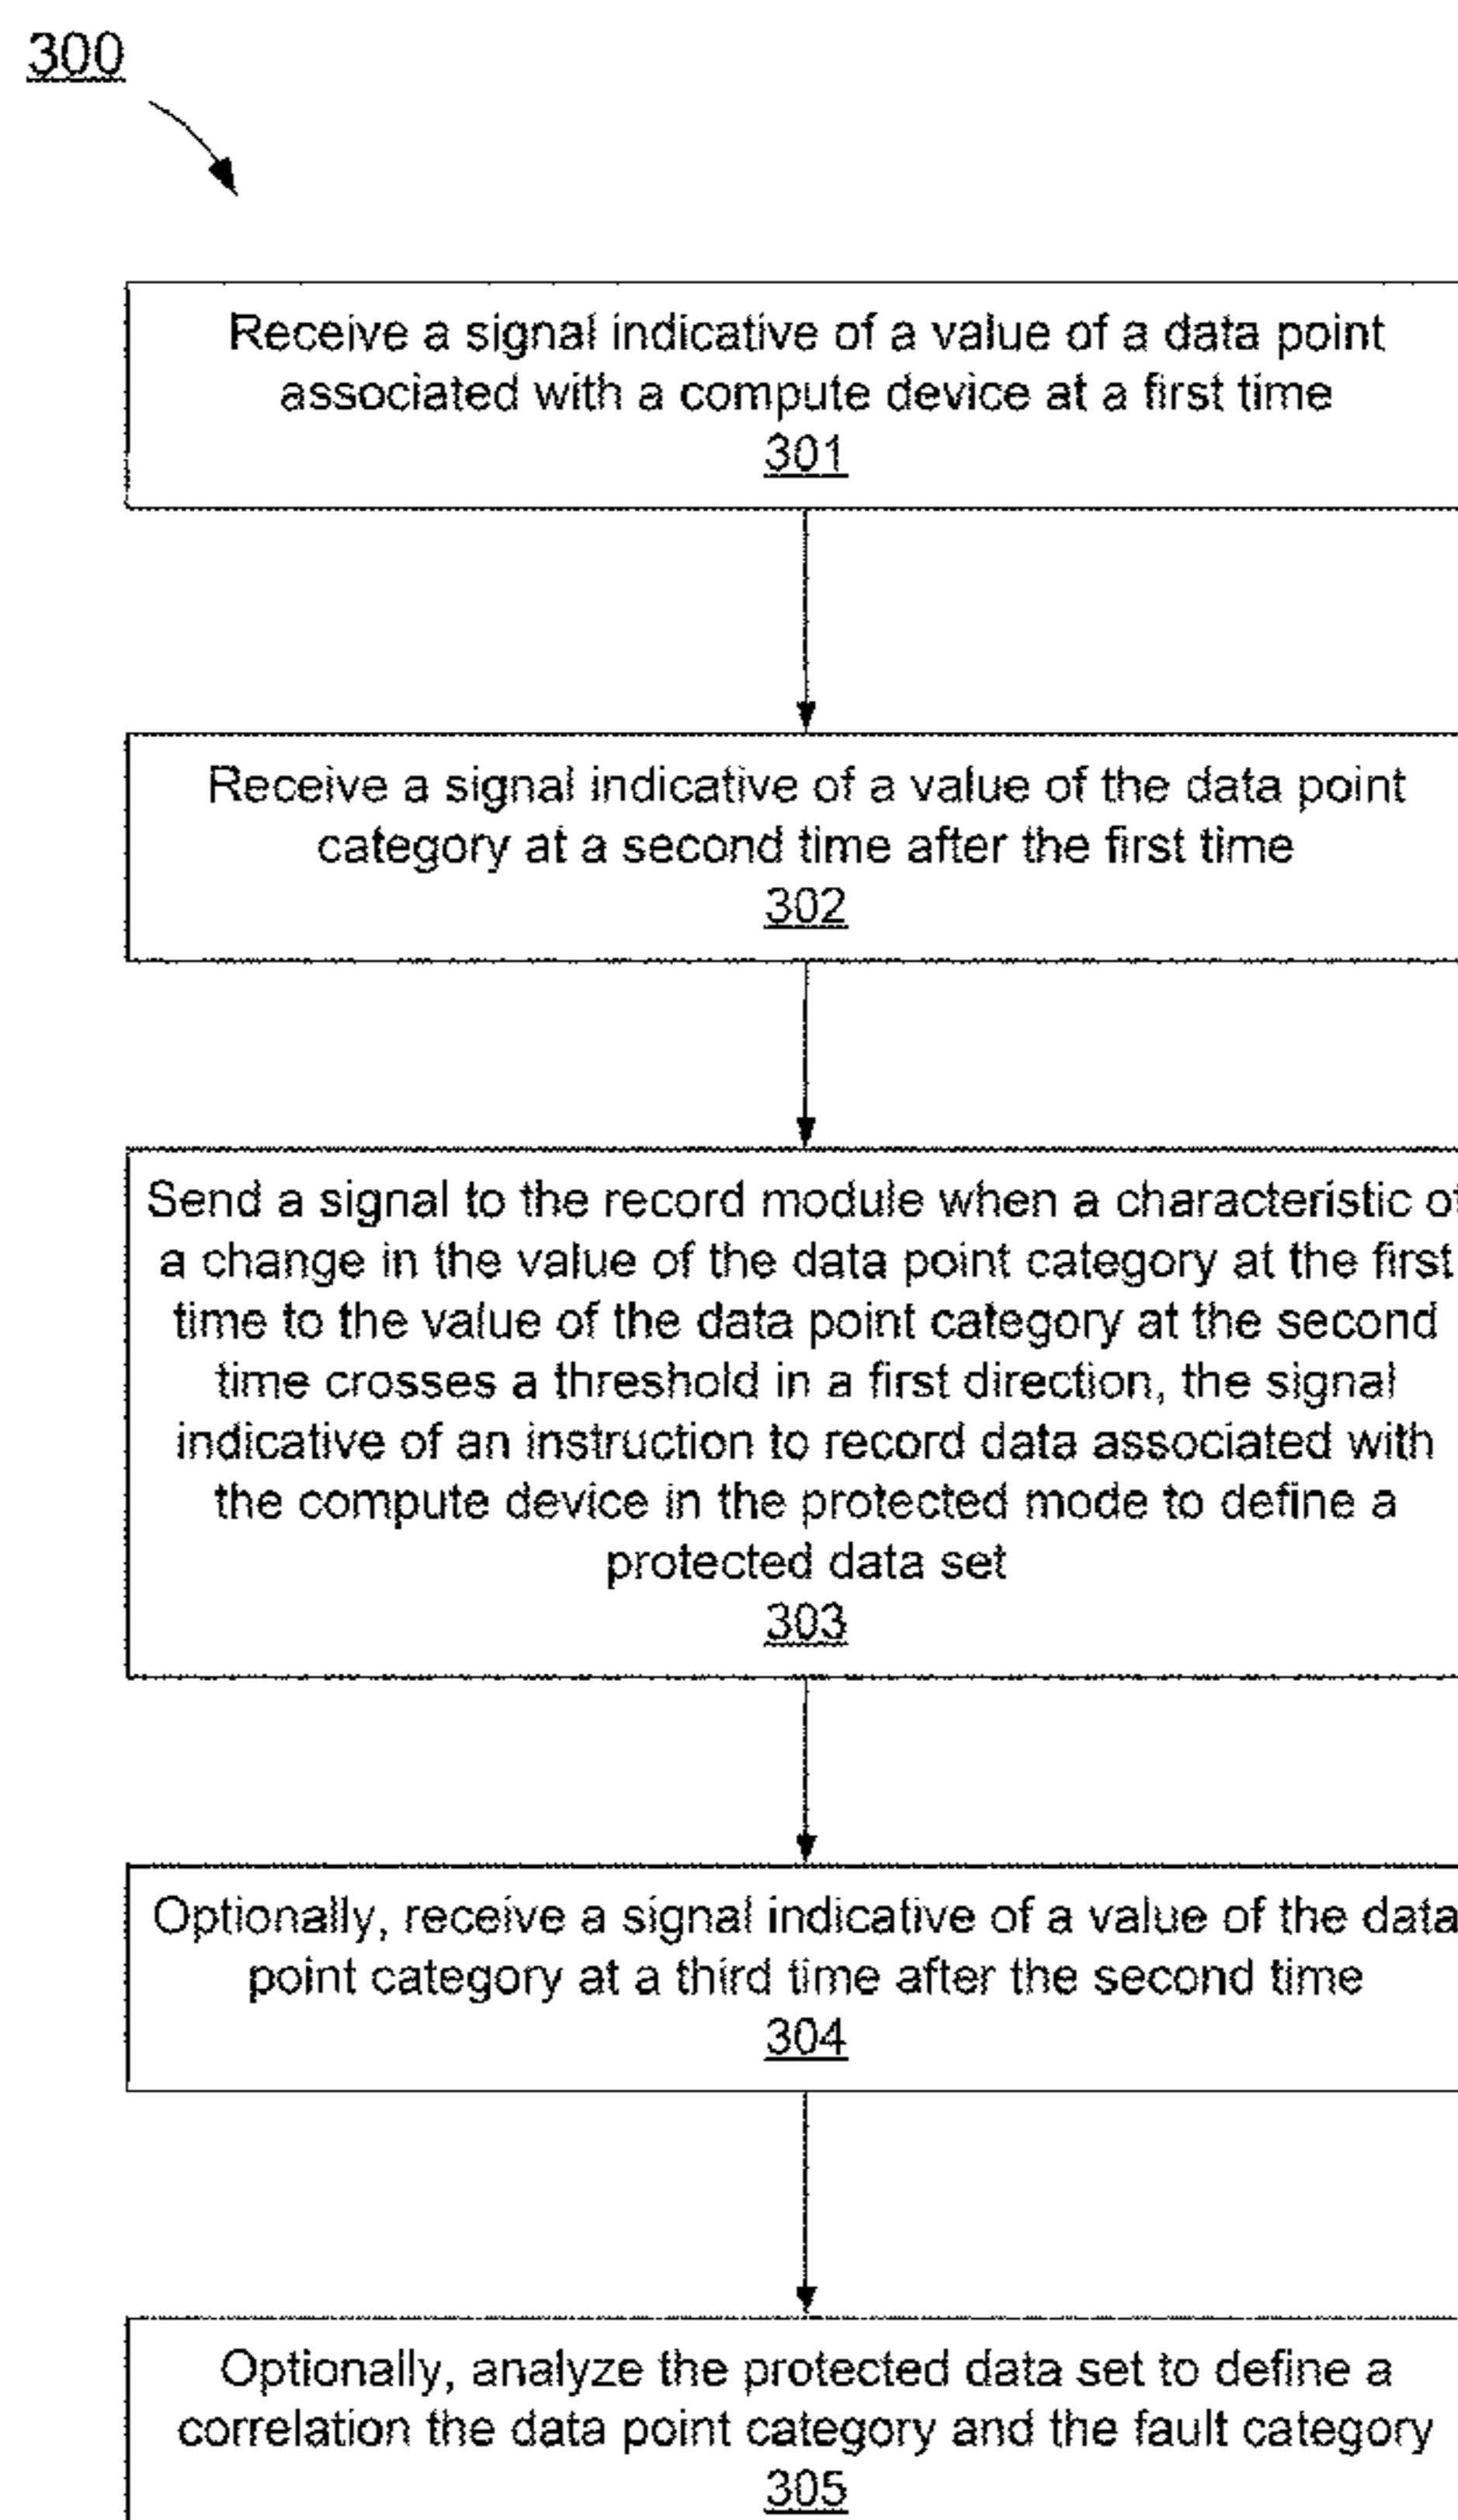 300
Receive a signal indicative of a value of a data point
associated with a compute device at a first time
301
Receive a signal indicative of a value of the data point
category at a second time after the first time
302
Send a signal to the record module when a characteristic of
a change in the value of the data point category at the first
time to the value of the data point category at the second
time crosses a threshold in a first direction, the signal
indicative of an instruction to record data associated with
the compute device in the protected mode to define a
protected data set
303
Optionally, receive a signal indicative of a value of the data
point category at a third time after the second time
304
Optionally, analyze the protected data set to define a
correlation the data point category and the fault category
305